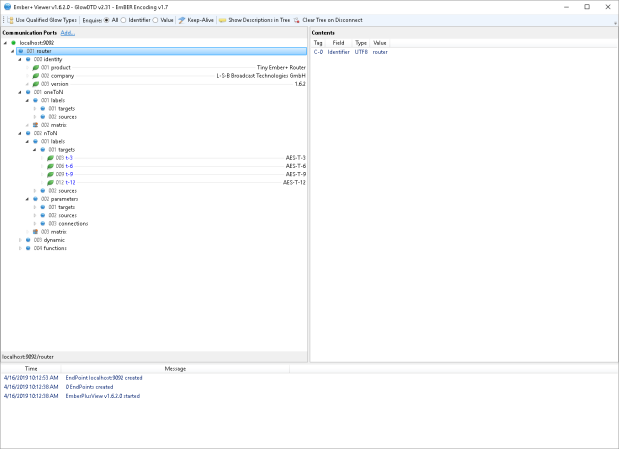 Ember+ Viewer v1.6.2.0 - GlowDTD v2.31 - EmBER Encoding v1.7
Use Qualified Glow Types Enquire: All Identifier Value Keep-Alive Show Descriptions in Tree Clear Tree on Disconnect
Communication Ports Add...
localhost:9092
001 router
000 identity
001 product Tiny Ember+ Router
002 company L-S-B Broadcast Technologies GmbH
003 version 1.6.2
001 oneToN
001 labels
001 targets
002 sources
002 matrix
002 nToN
001 labels
001 targets
003 t-3 AES-T-3
006 t-6 AES-T-6
009 t-9 AES-T-9
012 t-12 AES-T-12
002 sources
002 parameters
001 targets
002 sources
003 connections
003 matrix
003 dynamic
004 functions
localhost:9092/router
Contents
Tag Field Type Value
C-0 Identifier UTF8 router
Time Message
4/16/2019 10:12:53 AM EndPoint localhost:9092 created
4/16/2019 10:12:38 AM 0 EndPoints created
4/16/2019 10:12:38 AM EmberPlusView v1.6.2.0 started